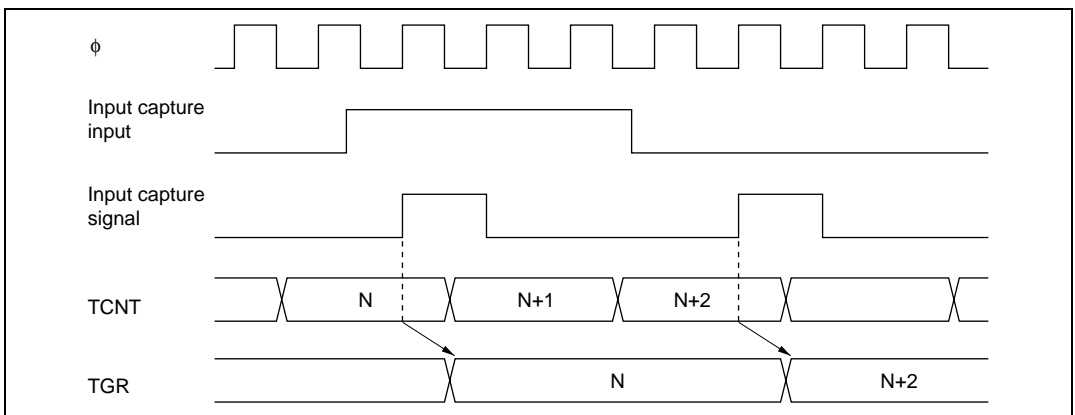 φ
Input capture
input
Input capture
signal
TCNT
N
N+1
N+2
TGR
N
N+2